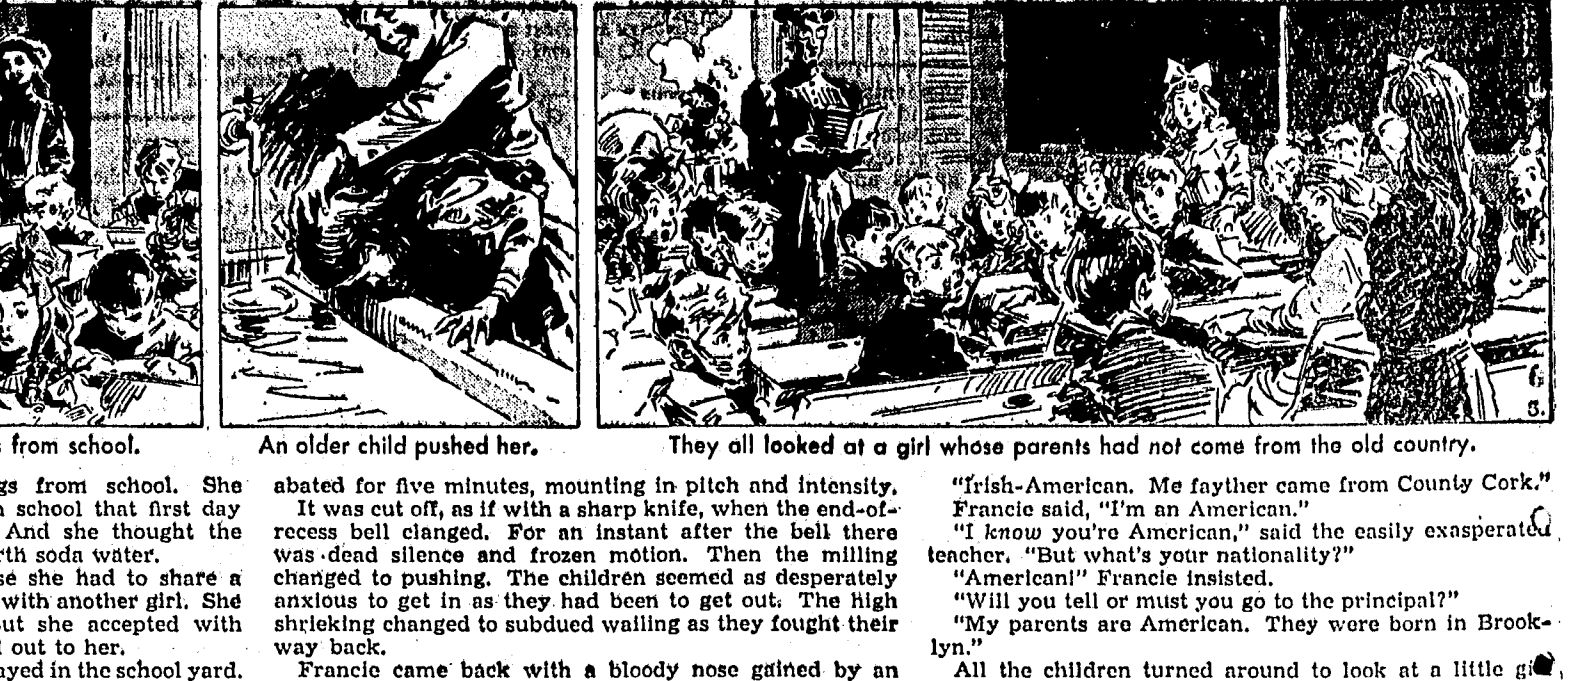 from school.
An older child pushed her.
They all looked at a girl whose parents had not come from the old country.
gs from school. She
school that first day
And she thought the
rth soda water.
se she had to share a
with another girl. She
ut she accepted with
out to her.
ayed in the school yard.
abated for five minutes, mounting in pitch and intensity.
It was cut off, as if with a sharp knife, when the end-of-
recess bell clanged. For an instant after the bell there
was dead silence and frozen motion. Then the milling
changed to pushing. The children seemed as desperately
anxious to get in as they had been to get out. The high
shrieking changed to subdued wailing as they fought their
way back.
Francie came back with a bloody nose gained by an
"Irish-American. Me fayther came from County Cork."
Francie said, "I'm an American."
"I know you're American," said the easily exasperated
teacher. "But what's your nationality?"
"American!" Francie insisted.
"Will you tell or must you go to the principal?"
"My parents are American. They were born in Brook-
lyn."
All the children turned around to look at a little